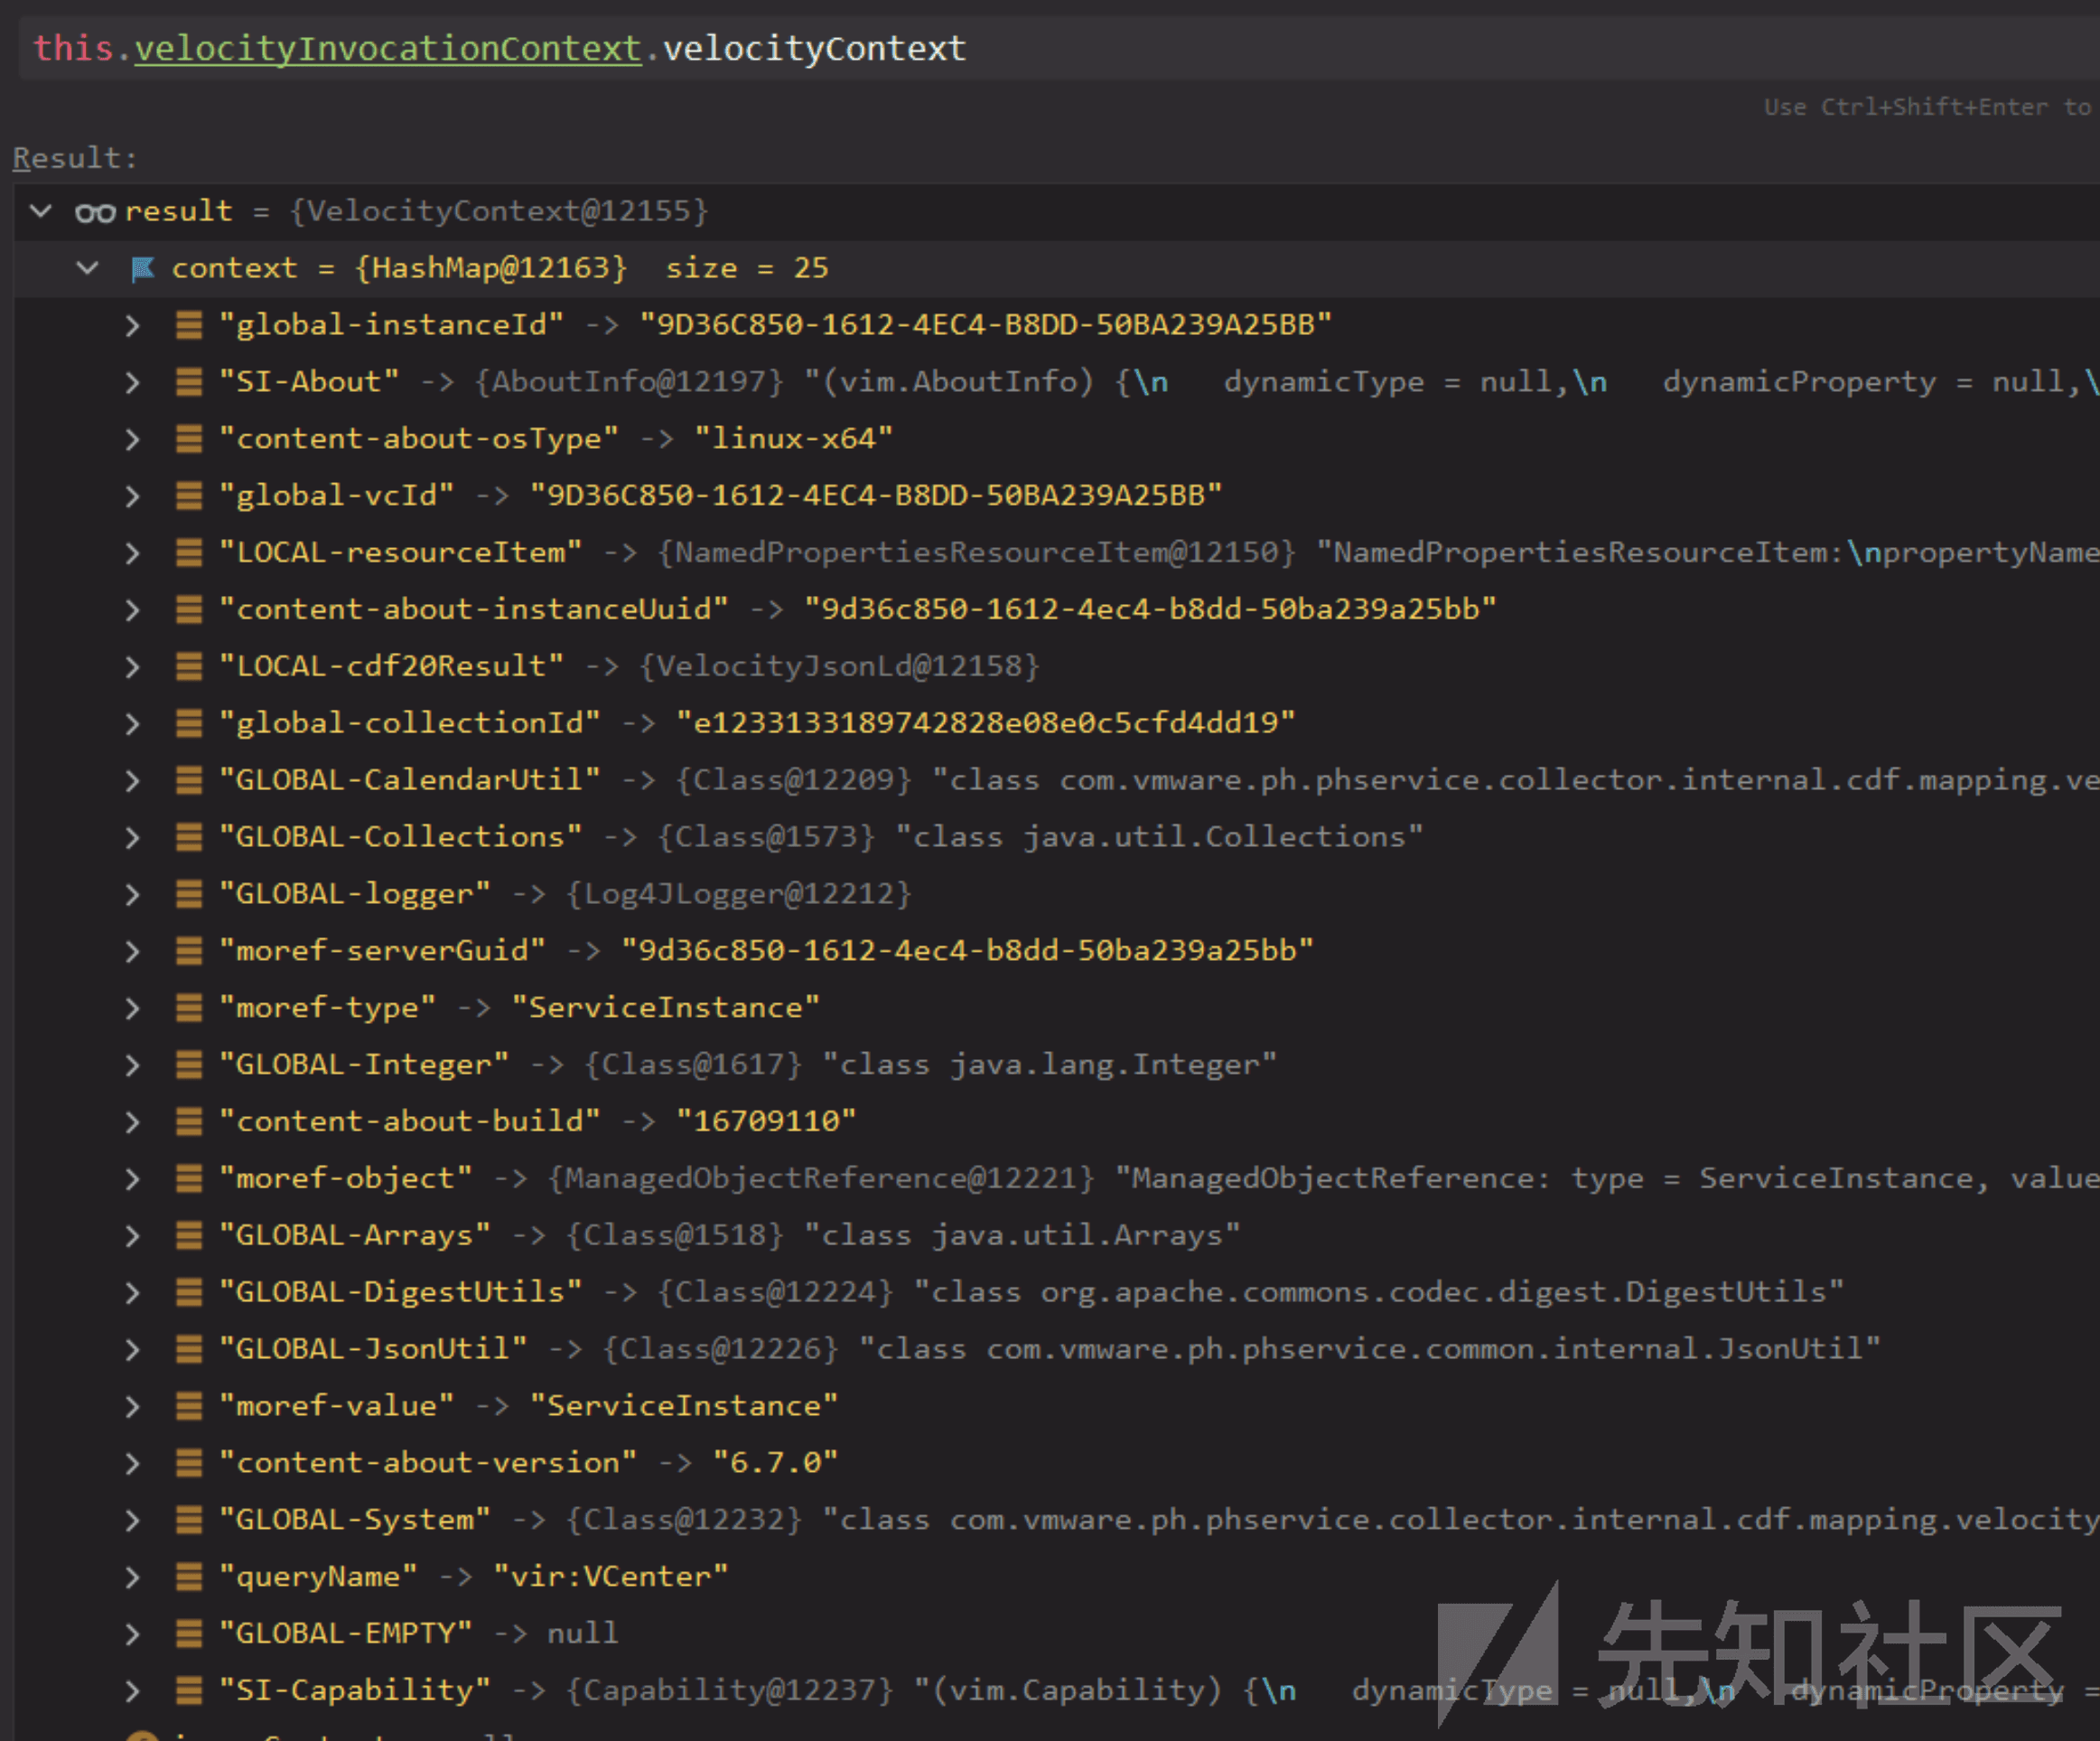 this.velocityInvocationContext.velocityContext
Use Ctrl+Shift+Enter to
Result:
result = {VelocityContext@12155}
context = {HashMap@12163} size = 25
"global-instanceId" -> "9D36C850-1612-4EC4-B8DD-50BA239A25BB"
"SI-About" -> {AboutInfo@12197} "(vim.AboutInfo) {\n dynamicType = null,\n dynamicProperty = null,\
"content-about-osType" -> "linux-x64"
"global-vcId" -> "9D36C850-1612-4EC4-B8DD-50BA239A25BB"
"LOCAL-resourceItem" -> {NamedPropertiesResourceItem@12150} "NamedPropertiesResourceItem:\npropertyName
"content-about-instanceUuid" -> "9d36c850-1612-4ec4-b8dd-50ba239a25bb"
"LOCAL-cdf20Result" -> {VelocityJsonLd@12158}
"global-collectionId" -> "e1233133189742828e08e0c5cfd4dd19"
"GLOBAL-CalendarUtil" -> {Class@12209} "class com.vmware.ph.phservice.collector.internal.cdf.mapping.ve
"GLOBAL-Collections" -> {Class@1573} "class java.util.Collections"
"GLOBAL-logger" -> {Log4JLogger@12212}
"moref-serverGuid" -> "9d36c850-1612-4ec4-b8dd-50ba239a25bb"
"moref-type" -> "ServiceInstance"
"GLOBAL-Integer" -> {Class@1617} "class java.lang.Integer"
"content-about-build" -> "16709110"
"moref-object" -> {ManagedObjectReference@12221} "ManagedObjectReference: type = ServiceInstance, value
"GLOBAL-Arrays" -> {Class@1518} "class java.util.Arrays"
"GLOBAL-DigestUtils" -> {Class@12224} "class org.apache.commons.codec.digest.DigestUtils"
"GLOBAL-JsonUtil" -> {Class@12226} "class com.vmware.ph.phservice.common.internal.JsonUtil"
"moref-value" -> "ServiceInstance"
"content-about-version" -> "6.7.0"
"GLOBAL-System" -> {Class@12232} "class com.vmware.ph.phservice.collector.internal.cdf.mapping.velocity
"queryName" -> "vir:VCenter"
"GLOBAL-EMPTY" -> null
"SI-Capability" -> {Capability@12237} "(vim.Capability) {\n dynamicType = null,\n dynamicProperty =
先知社区